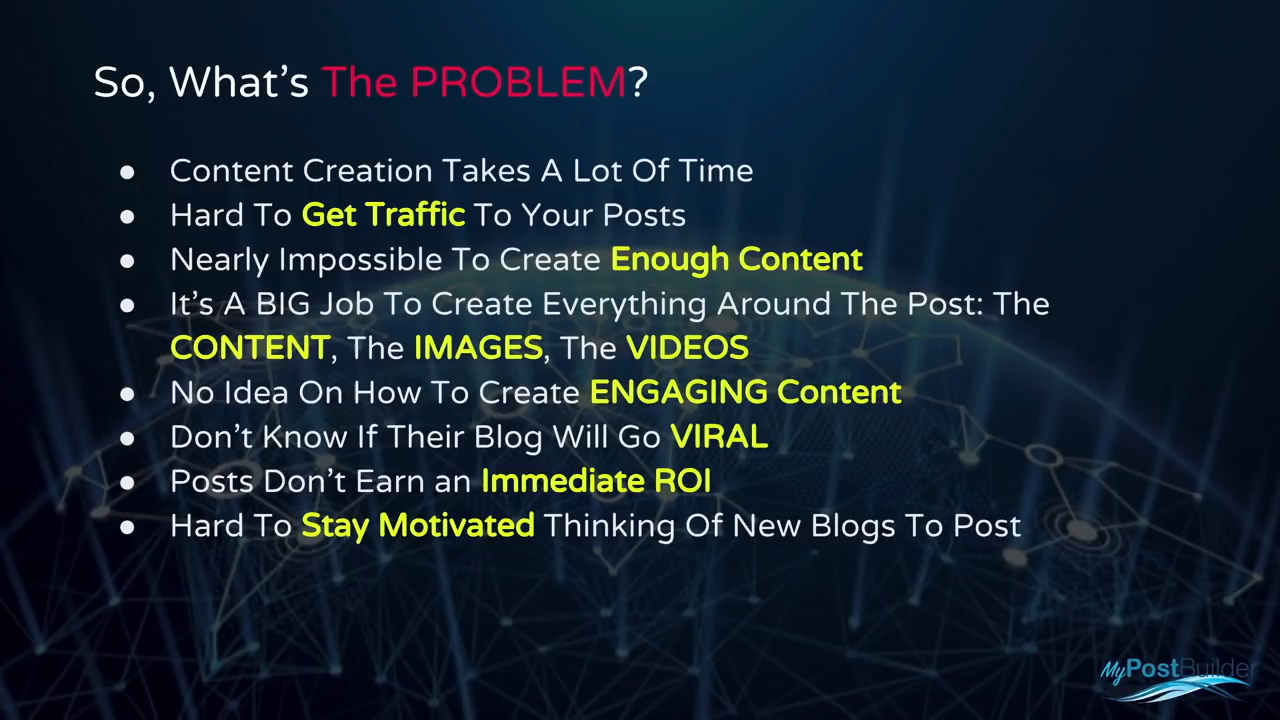 So, What's The PROBLEM?
● Content Creation Takes A Lot Of Time
● Hard To Get Traffic To Your Posts
● Nearly Impossible To Create Enough Content
● It's A BIG Job To Create Everything Around The Post: The
CONTENT, The IMAGES, The VIDEOS
● No Idea On How To Create ENGAGING Content
● Don't Know If Their Blog Will Go VIRAL
● Posts Don't Earn an Immediate ROI
● Hard To Stay Motivated Thinking Of New Blogs To Post
MyPostBuilder